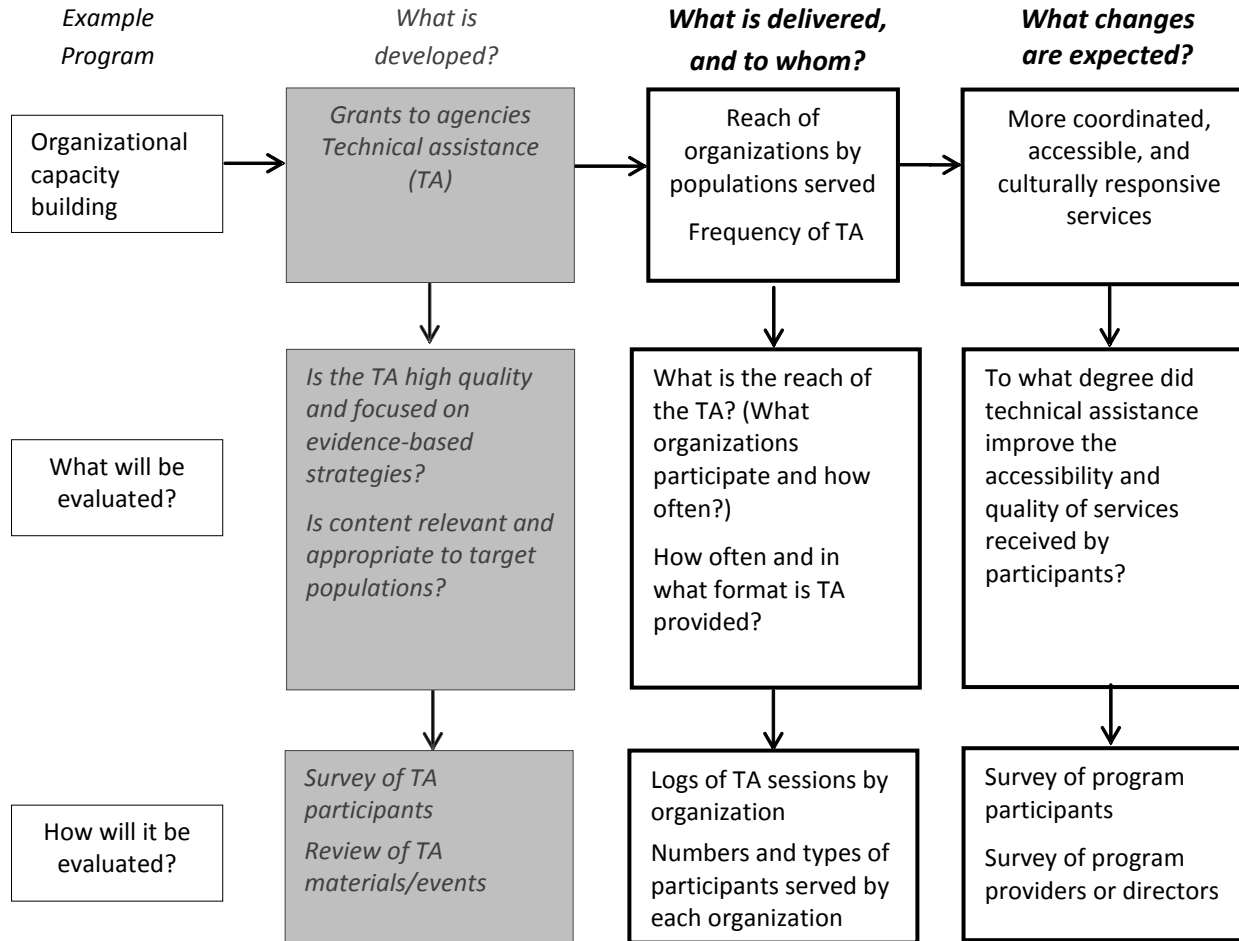 Example
Program
What is
developed?
What is delivered,
and to whom?
What changes
are expected?
Organizational
capacity
building
Grants to agencies
Technical assistance
(TA)
Reach of
organizations by
populations served
Frequency of TA
More coordinated,
accessible, and
culturally responsive
services
What will be
evaluated?
Is the TA high quality
and focused on
evidence-based
strategies?
Is content relevant and
appropriate to target
populations?
What is the reach of
the TA? (What
organizations
participate and how
often?)
How often and in
what format is TA
provided?
To what degree did
technical assistance
improve the
accessibility and
quality of services
received by
participants?
How will it be
evaluated?
Survey of TA
participants
Review of TA
materials/events
Logs of TA sessions by
organization
Numbers and types of
participants served by
each organization
Survey of program
participants
Survey of program
providers or directors